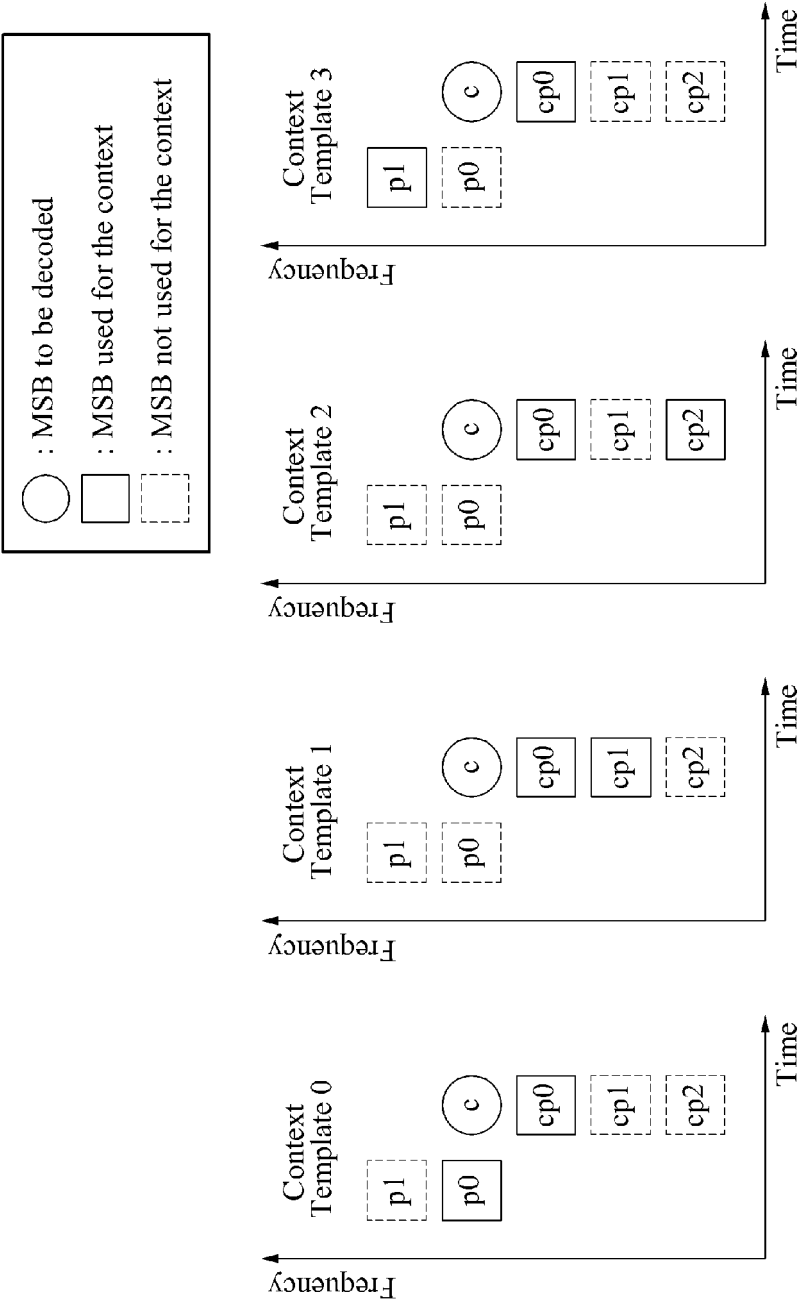 : MSB to be decoded
: MSB used for the context
: MSB not used for the context
Context
Template 0
Frequency
p1
p0
c
cp0
cp1
cp2
Time
Context
Template 1
Frequency
p1
p0
c
cp0
cp1
cp2
Time
Context
Template 2
Frequency
p1
p0
c
cp0
cp1
cp2
Time
Context
Template 3
Frequency
p1
p0
c
cp0
cp1
cp2
Time